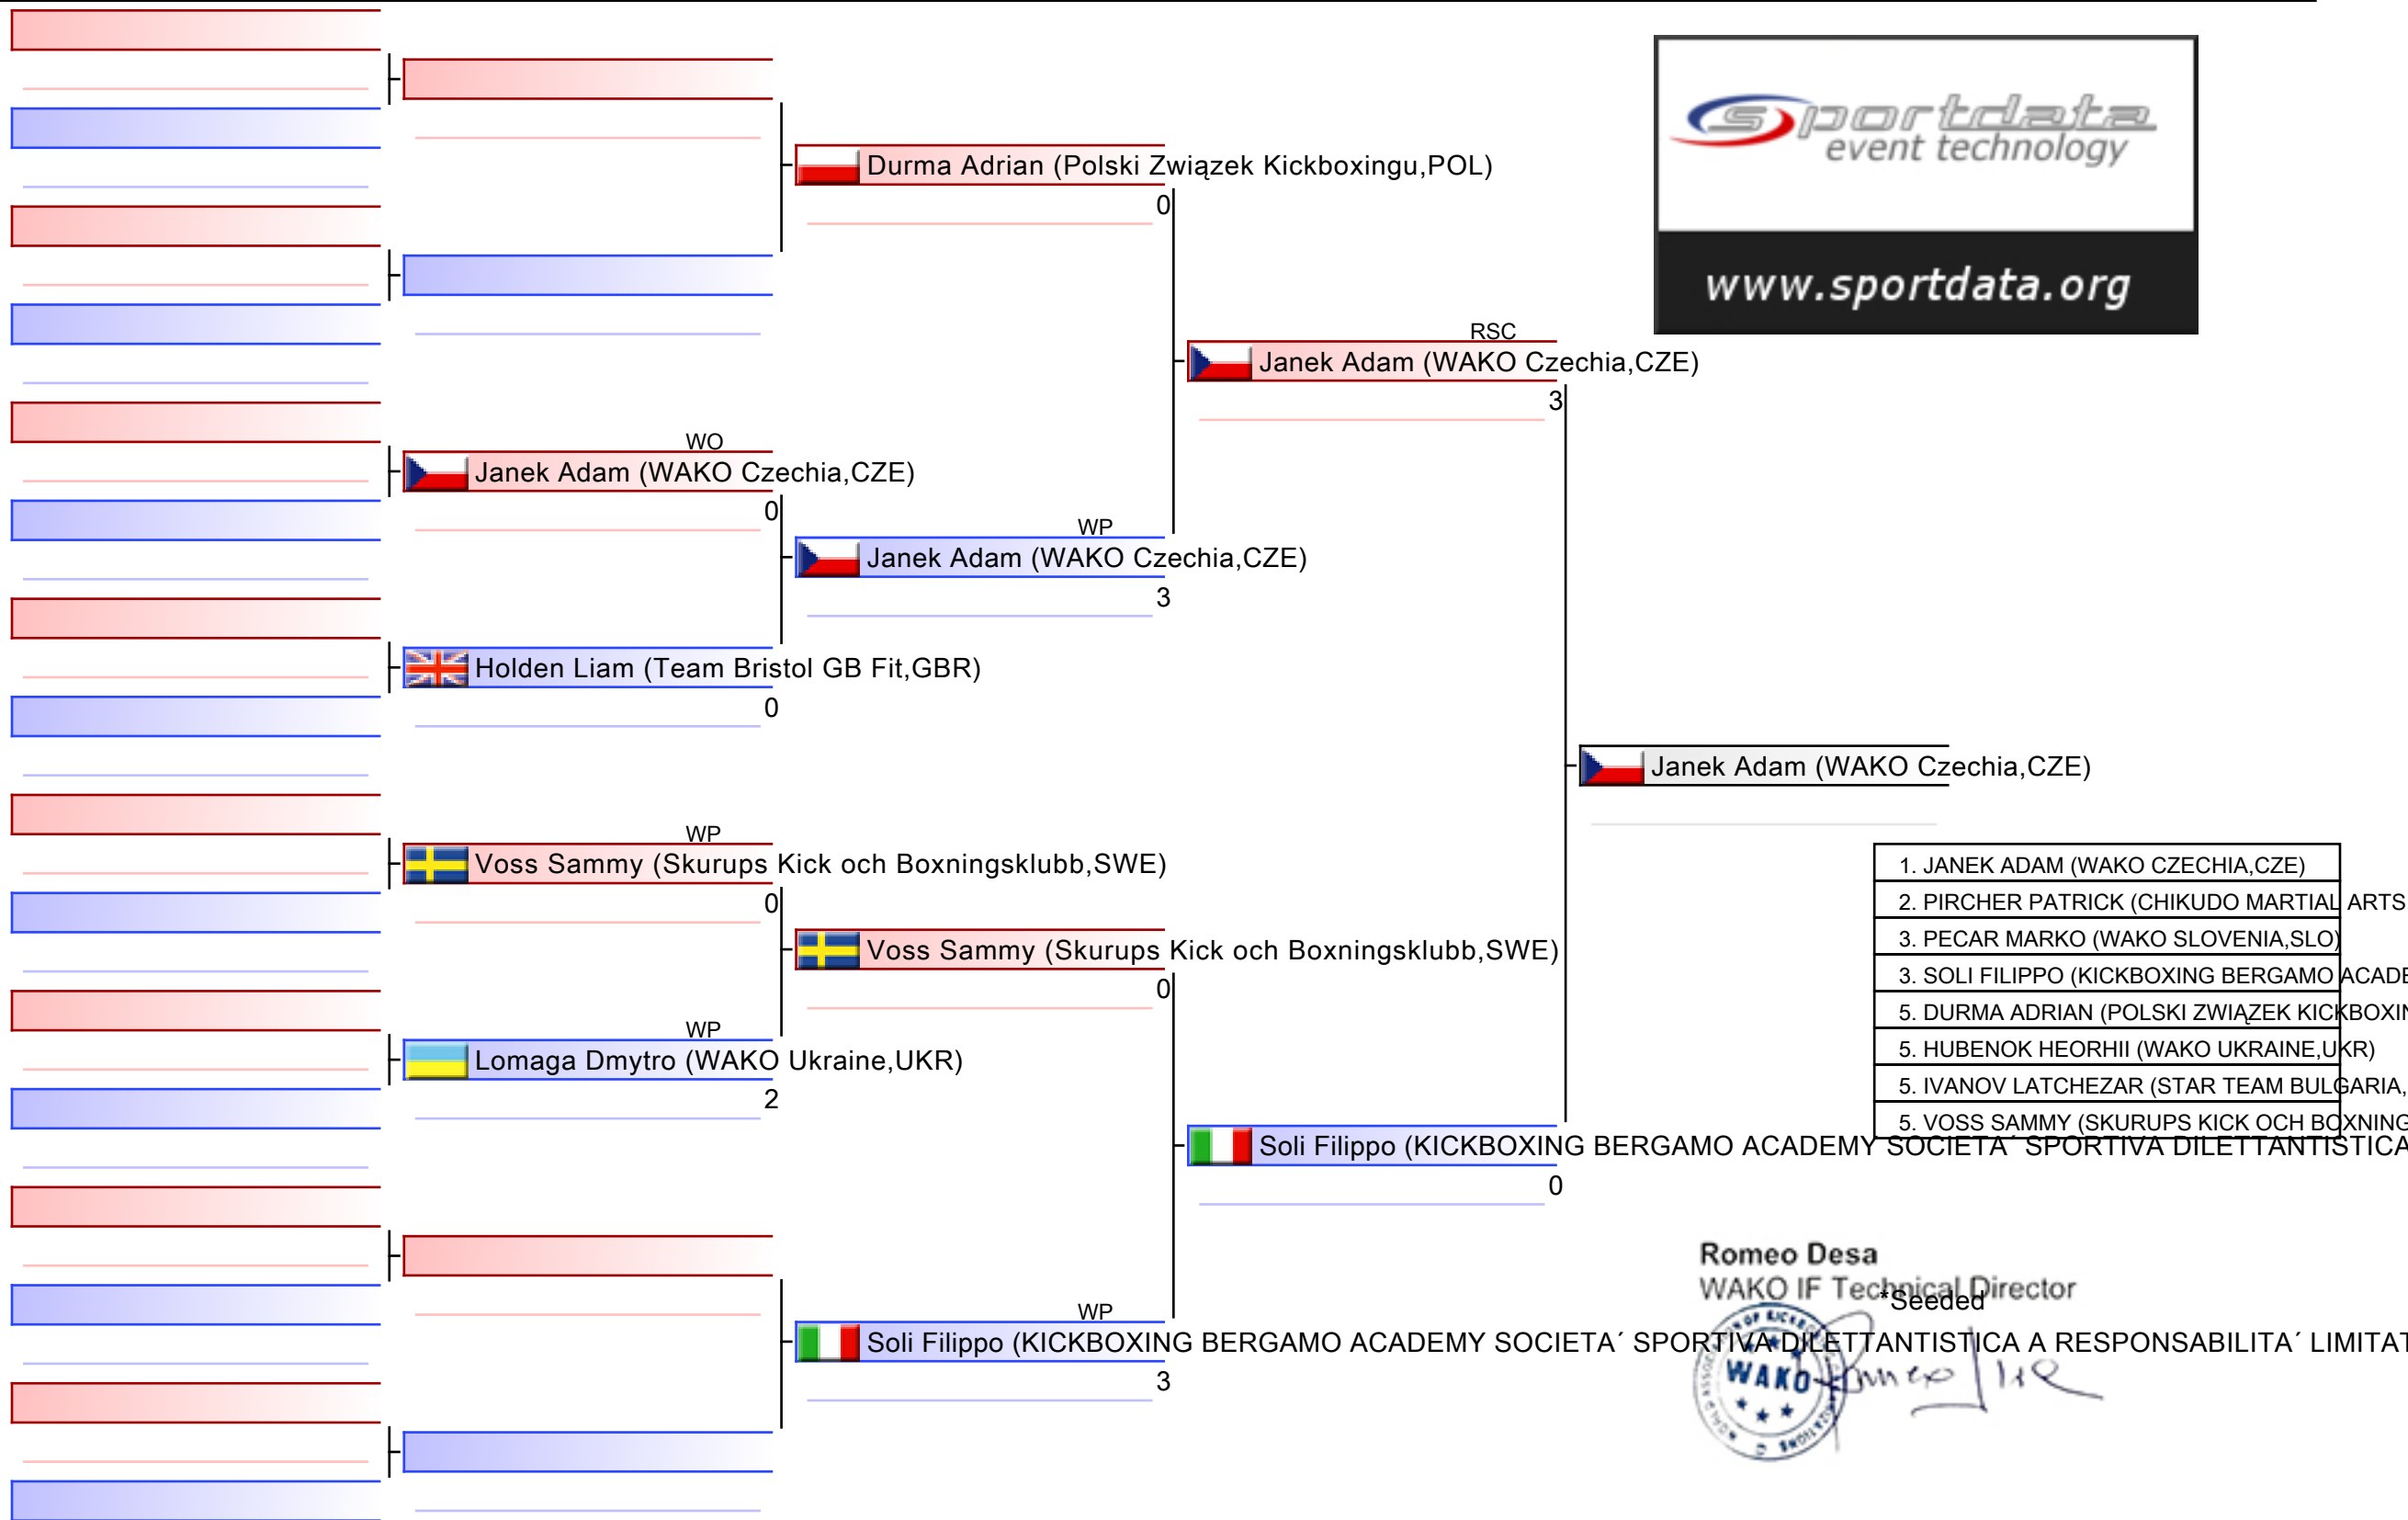 sportdata
event technology
www.sportdata.org
Durma Adrian (Polski Związek Kickboxingu,POL)
0
RSC
Janek Adam (WAKO Czechia,CZE)
3
WO
Janek Adam (WAKO Czechia,CZE)
0
WP
Janek Adam (WAKO Czechia,CZE)
3
Holden Liam (Team Bristol GB Fit,GBR)
0
Janek Adam (WAKO Czechia,CZE)
WP
Voss Sammy (Skurups Kick och Boxningsklubb,SWE)
0
Voss Sammy (Skurups Kick och Boxningsklubb,SWE)
0
WP
Lomaga Dmytro (WAKO Ukraine,UKR)
2
1. JANEK ADAM (WAKO CZECHIA,CZE)
2. PIRCHER PATRICK (CHIKUDO MARTIAL ARTS
3. PECAR MARKO (WAKO SLOVENIA,SLO)
3. SOLI FILIPPO (KICKBOXING BERGAMO ACADE
5. DURMA ADRIAN (POLSKI ZWIĄZEK KICKBOXIN
5. HUBENOK HEORHII (WAKO UKRAINE,UKR)
5. IVANOV LATCHEZAR (STAR TEAM BULGARIA,
5. VOSS SAMMY (SKURUPS KICK OCH BOXNING
Soli Filippo (KICKBOXING BERGAMO ACADEMY SOCIETA´ SPORTIVA DILETTANTISTICA
0
WP
Soli Filippo (KICKBOXING BERGAMO ACADEMY SOCIETA´ SPORTIVA DILETTANTISTICA A RESPONSABILITA´ LIMITAT
3
Romeo Desa
WAKO IF Technical Director
*Seeded
WAKO